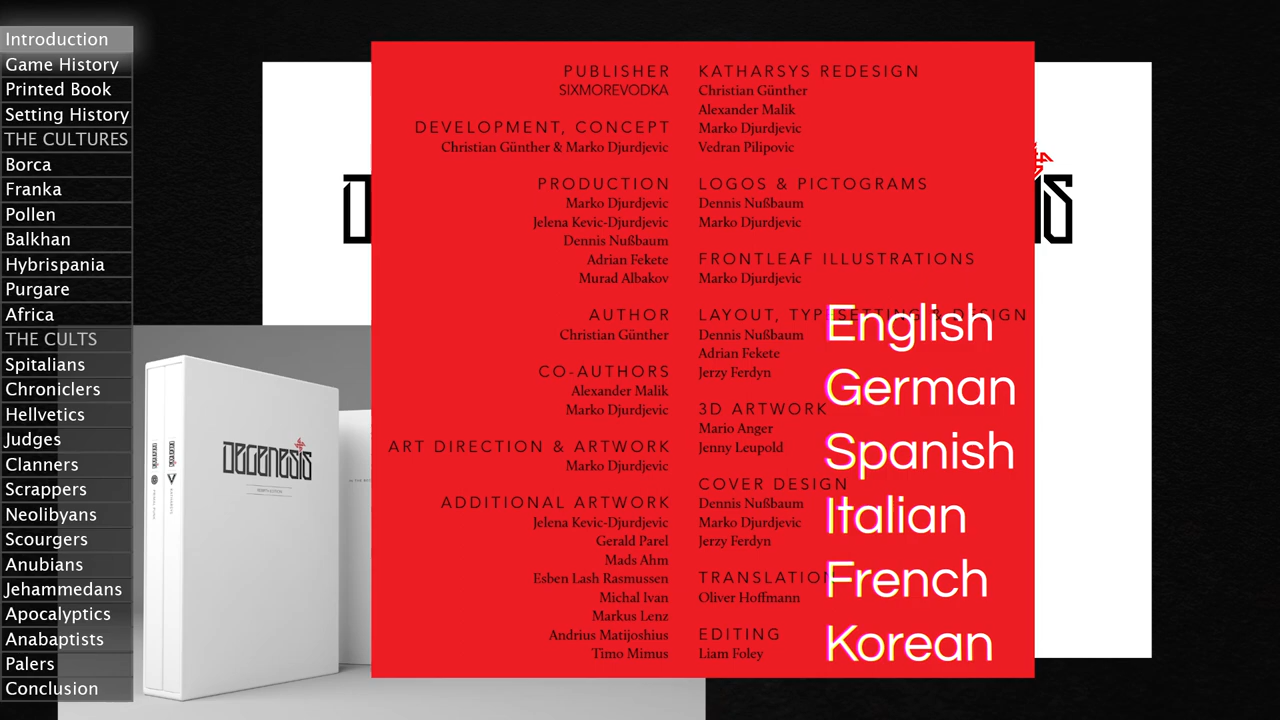 Introduction
Game History
Printed Book
Setting History
THE CULTURES
Borca
Franka
Pollen
Balkhan
Hybrispania
Purgare
Africa
THE CULTS
Spitalians
Chroniclers
Hellvetics
Judges
Clanners
Scrappers
Neolibyans
Scourgers
Anubians
Jehammedans
Apocalyptics
Anabaptists
Palers
Conclusion
DEGENESIS
PUBLISHER
SIXMOREVODKA
DEVELOPMENT, CONCEPT
Christian Günther & Marko Djurdjevic
PRODUCTION
Marko Djurdjevic
Jelena Kevic-Djurdjevic
Dennis Nußbaum
Adrian Fekete
Murad Albakov
AUTHOR
Christian Günther
CO-AUTHORS
Alexander Malik
Marko Djurdjevic
ART DIRECTION & ARTWORK
Marko Djurdjevic
ADDITIONAL ARTWORK
Jelena Kevic-Djurdjevic
Gerald Parel
Mads Ahm
Esben Lash Rasmussen
Michal Ivan
Markus Lenz
Andrius Matijoshius
Timo Mimus
KATHARSYS REDESIGN
Christian Günther
Alexander Malik
Marko Djurdjevic
Vedran Pilipovic
LOGOS & PICTOGRAMS
Dennis Nußbaum
Marko Djurdjevic
FRONTLEAF ILLUSTRATIONS
Marko Djurdjevic
LAYOUT, TYPESETTING & DESIGN
Dennis Nußbaum
Adrian Fekete
Jerzy Ferdyn
3D ARTWORK
Mario Anger
Jenny Leupold
COVER DESIGN
Dennis Nußbaum
Marko Djurdjevic
Jerzy Ferdyn
TRANSLATION
Oliver Hoffmann
EDITING
Liam Foley
English
German
Spanish
Italian
French
Korean